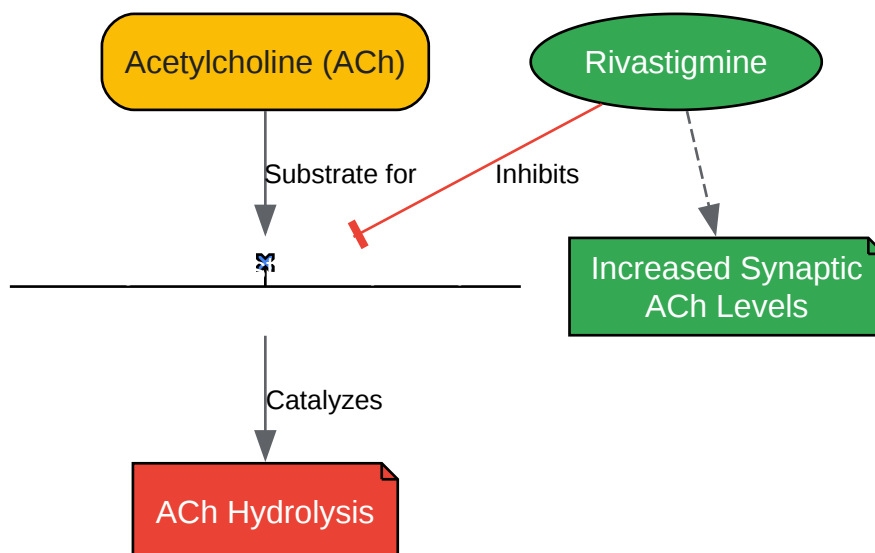 Acetylcholine (ACh)
Rivastigmine
Substrate for
Inhibits
Increased Synaptic
ACh Levels
Catalyzes
ACh Hydrolysis